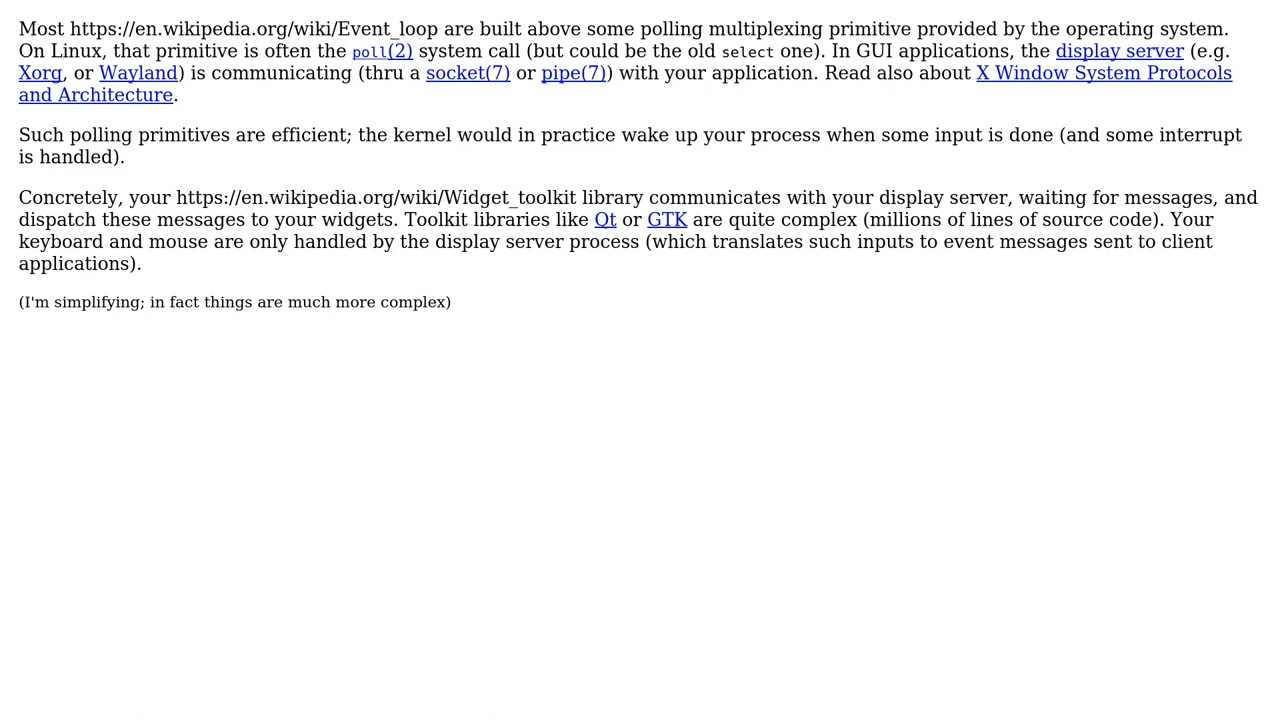 Most https://en.wikipedia.org/wiki/Event_loop are built above some polling multiplexing primitive provided by the operating system.
On Linux, that primitive is often the poll(2) system call (but could be the old select one). In GUI applications, the display server (e.g.
Xorg, or Wayland) is communicating (thru a socket(7) or pipe(7)) with your application. Read also about X Window System Protocols
and Architecture.
Such polling primitives are efficient; the kernel would in practice wake up your process when some input is done (and some interrupt
is handled).
Concretely, your https://en.wikipedia.org/wiki/Widget_toolkit library communicates with your display server, waiting for messages, and
dispatch these messages to your widgets. Toolkit libraries like Qt or GTK are quite complex (millions of lines of source code). Your
keyboard and mouse are only handled by the display server process (which translates such inputs to event messages sent to client
applications).
(I'm simplifying; in fact things are much more complex)